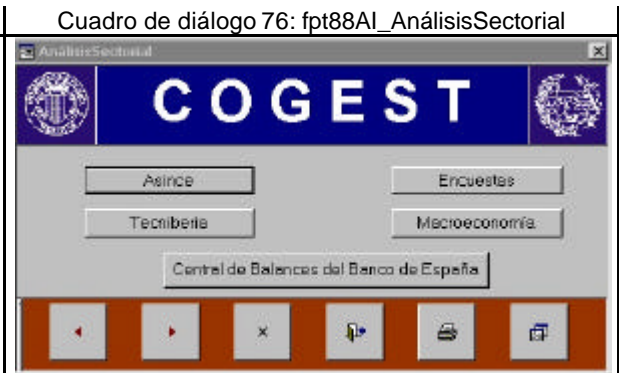 Cuadro de diálogo 76: fpt88AI_AnálisisSectorial
AnálisisSectorial
COGEST
Asince Encuestas
Tecniberia Macroeconomía
Central de Balances del Banco de España